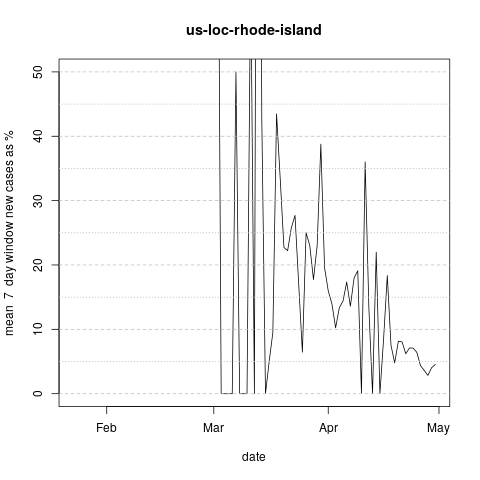 us-loc-rhode-island
mean 7 day window new cases as %
50
40
30
20
10
0
Feb
Mar
Apr
May
date